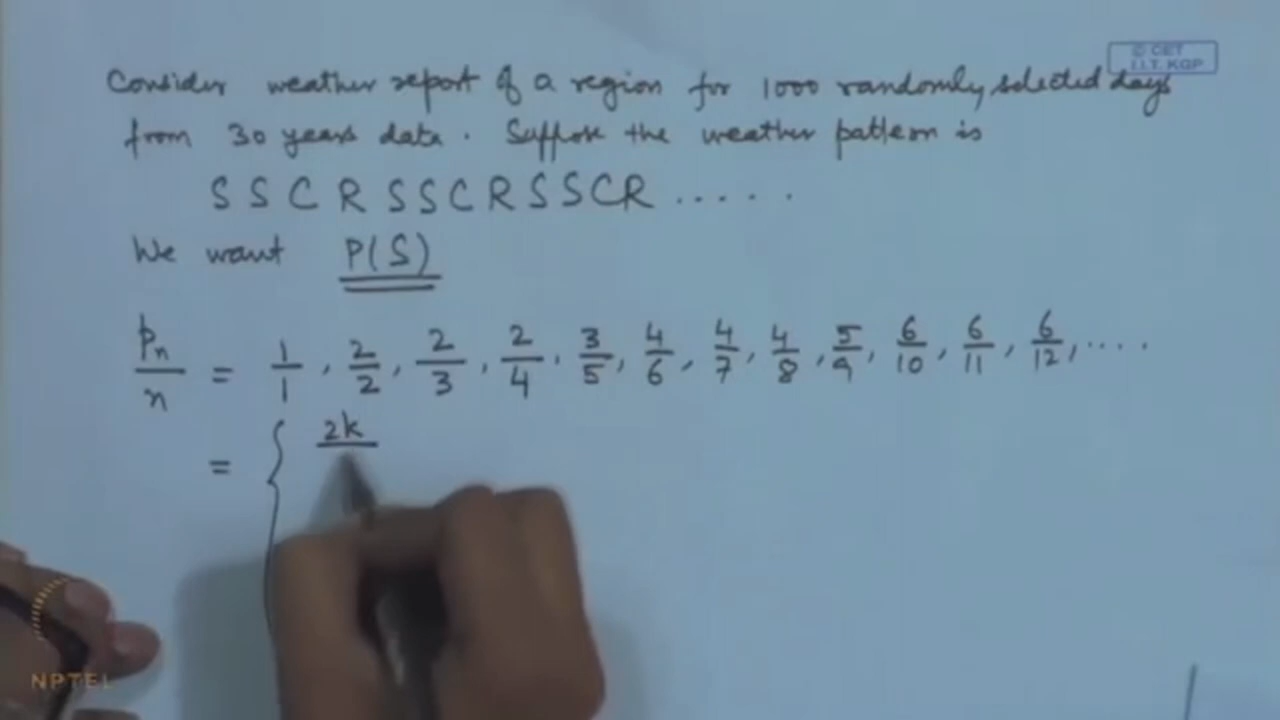 © CET
I.I.T. KGP
Consider weather report of a region for 1000 randomly selected days
from 30 years data. Suppose the weather pattern is
S S C R S S C R S S C R .....
We want P(S)
pn/n = 1/1, 2/2, 2/3, 2/4, 3/5, 4/6, 4/7, 4/8, 5/9, 6/10, 6/11, 6/12, ....
= { 2k
NPTEL